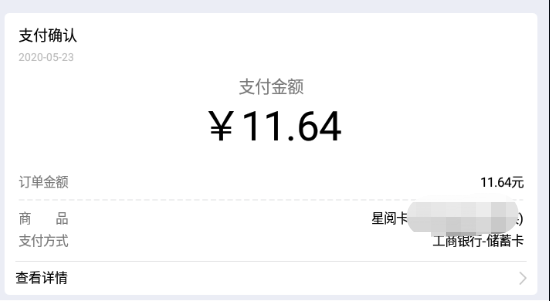 支付确认
2020-05-23
支付金额
￥11.64
订单金额 11.64元
商 品 星阅卡 )
支付方式 工商银行-储蓄卡
查看详情